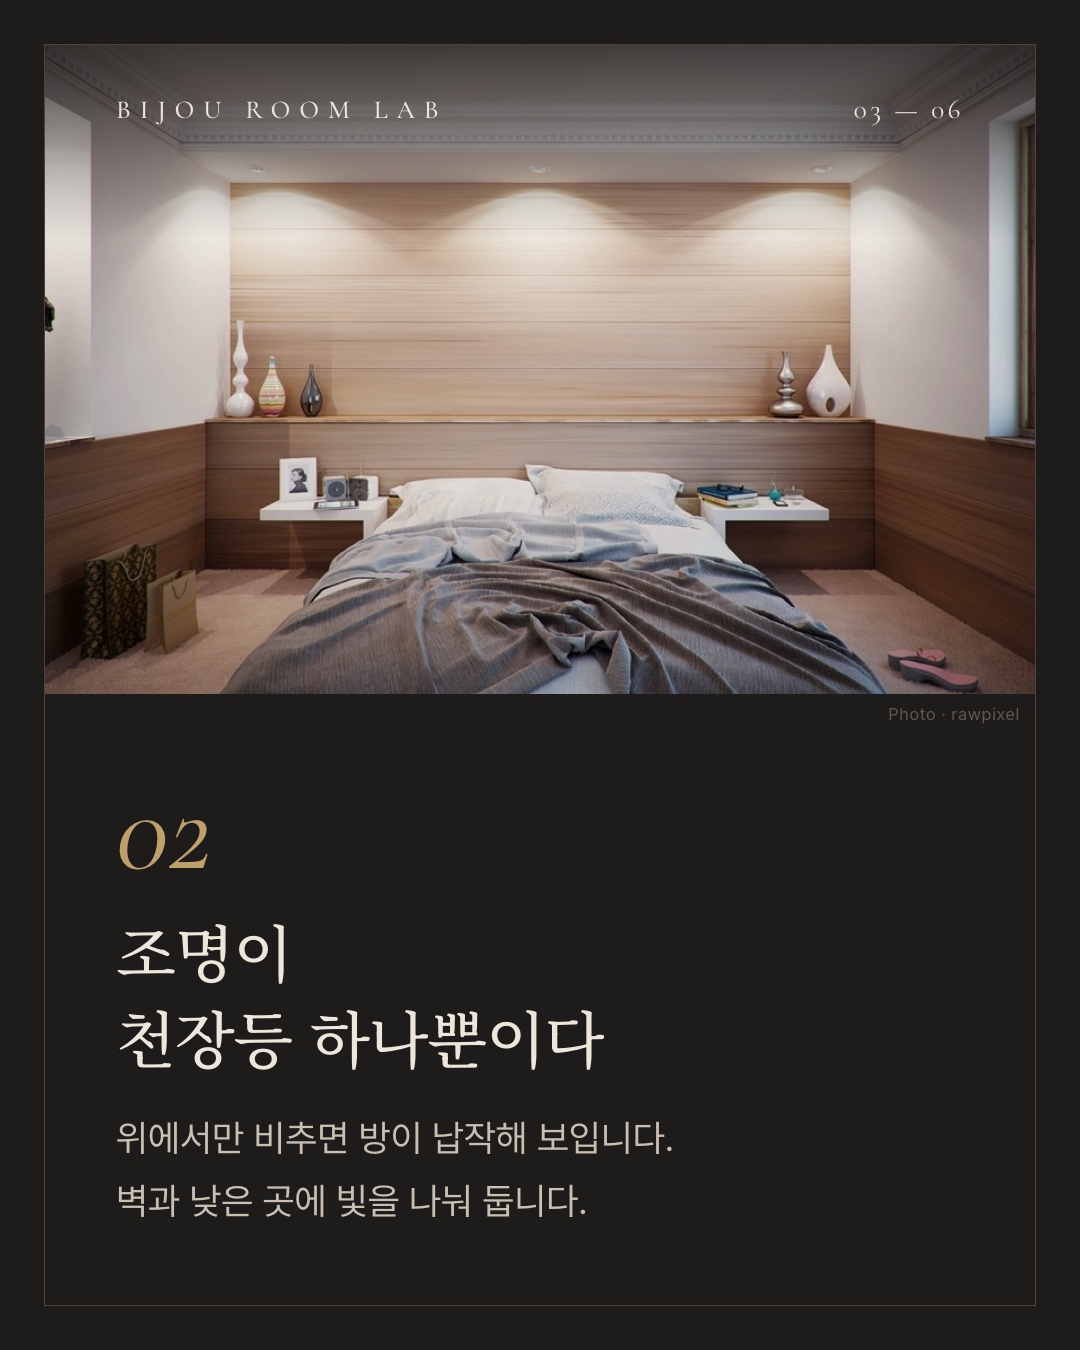 BIJOU ROOM LAB
03 — 06
Photo · rawpixel
02
조명이
천장등 하나뿐이다
위에서만 비추면 방이 납작해 보입니다.
벽과 낮은 곳에 빛을 나눠 둡니다.